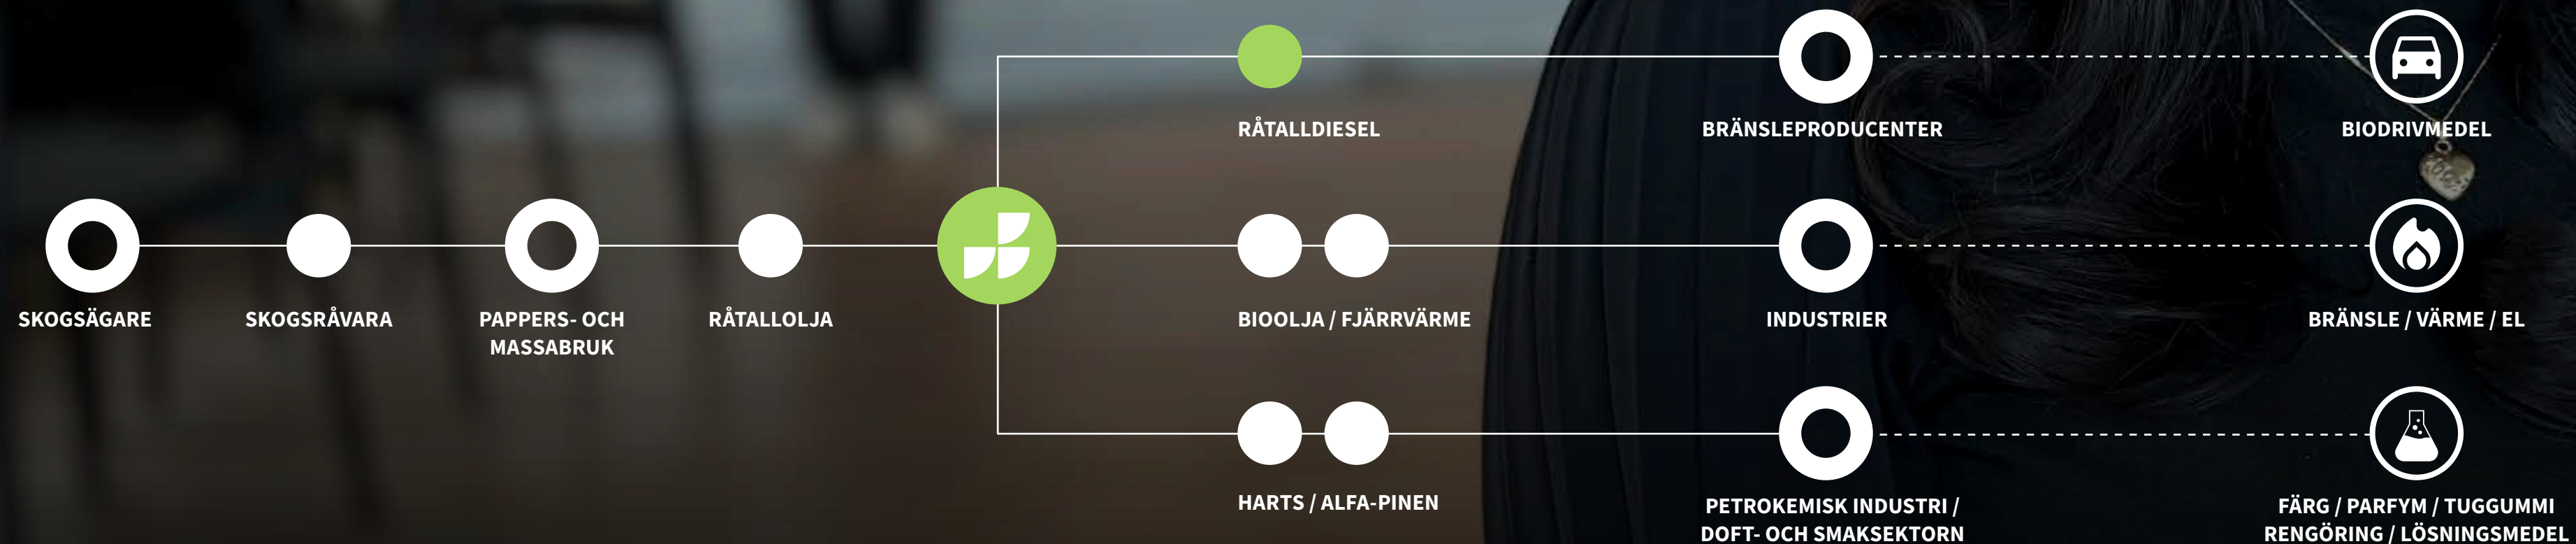 RÅTALLDIESEL
BRÄNSLEPRODUCENTER
BIODRIVMEDEL
SKOGSÄGARE
SKOGSRÅVARA
PAPPERS- OCH
MASSABRUK
RÅTALLOLJA
BIOOLJA / FJÄRRVÄRME
INDUSTRIER
BRÄNSLE / VÄRME / EL
HARTS / ALFA-PINEN
PETROKEMISK INDUSTRI /
DOFT- OCH SMAKSEKTORN
FÄRG / PARFYM / TUGGUMMI
RENGÖRING / LÖSNINGSMEDEL